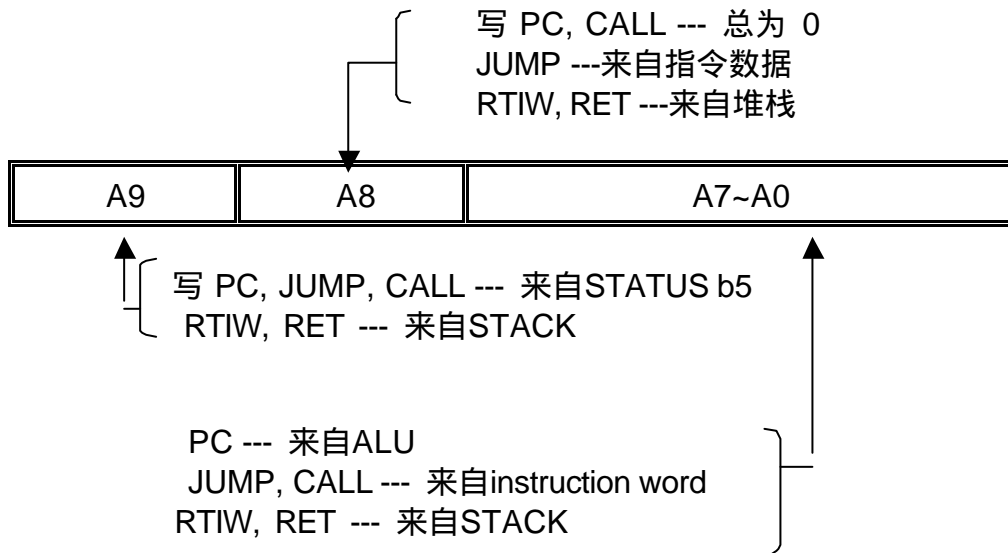 写 PC, CALL --- 总为 0
JUMP ---来自指令数据
RTIW, RET ---来自堆栈
A9 A8 A7~A0
写 PC, JUMP, CALL --- 来自STATUS b5
RTIW, RET --- 来自STACK
PC --- 来自ALU
JUMP, CALL --- 来自instruction word
RTIW, RET --- 来自STACK